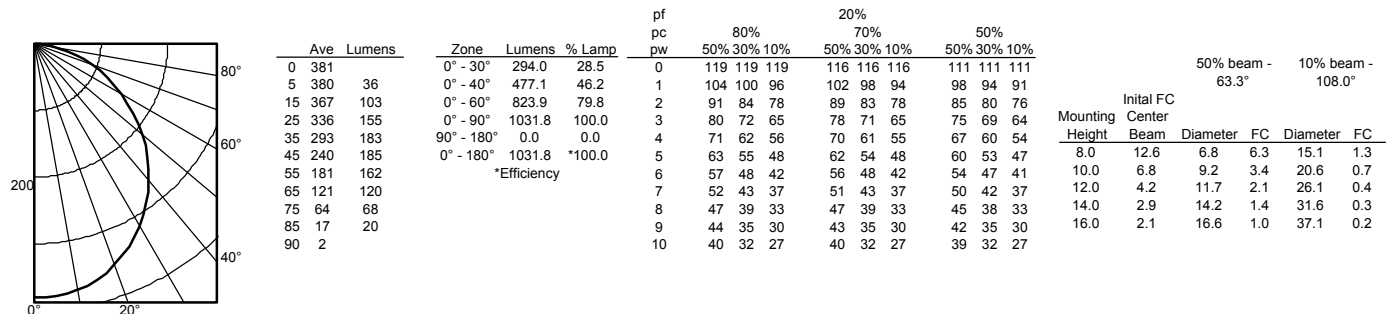 80°
60°
200
40°
0° 20°
Ave Lumens
0 381
5 380 36
15 367 103
25 336 155
35 293 183
45 240 185
55 181 162
65 121 120
75 64 68
85 17 20
90 2
Zone Lumens % Lamp
0° - 30° 294.0 28.5
0° - 40° 477.1 46.2
0° - 60° 823.9 79.8
0° - 90° 1031.8 100.0
90° - 180° 0.0 0.0
0° - 180° 1031.8 *100.0
*Efficiency
pf 20%
pc 80% 70% 50%
pw 50% 30% 10% 50% 30% 10% 50% 30% 10%
0 119 119 119 116 116 116 111 111 111
1 104 100 96 102 98 94 98 94 91
2 91 84 78 89 83 78 85 80 76
3 80 72 65 78 71 65 75 69 64
4 71 62 56 70 61 55 67 60 54
5 63 55 48 62 54 48 60 53 47
6 57 48 42 56 48 42 54 47 41
7 52 43 37 51 43 37 50 42 37
8 47 39 33 47 39 33 45 38 33
9 44 35 30 43 35 30 42 35 30
10 40 32 27 40 32 27 39 32 27
50% beam - 10% beam -
63.3° 108.0°
Inital FC
Mounting Center
Height Beam Diameter FC Diameter FC
8.0 12.6 6.8 6.3 15.1 1.3
10.0 6.8 9.2 3.4 20.6 0.7
12.0 4.2 11.7 2.1 26.1 0.4
14.0 2.9 14.2 1.4 31.6 0.3
16.0 2.1 16.6 1.0 37.1 0.2